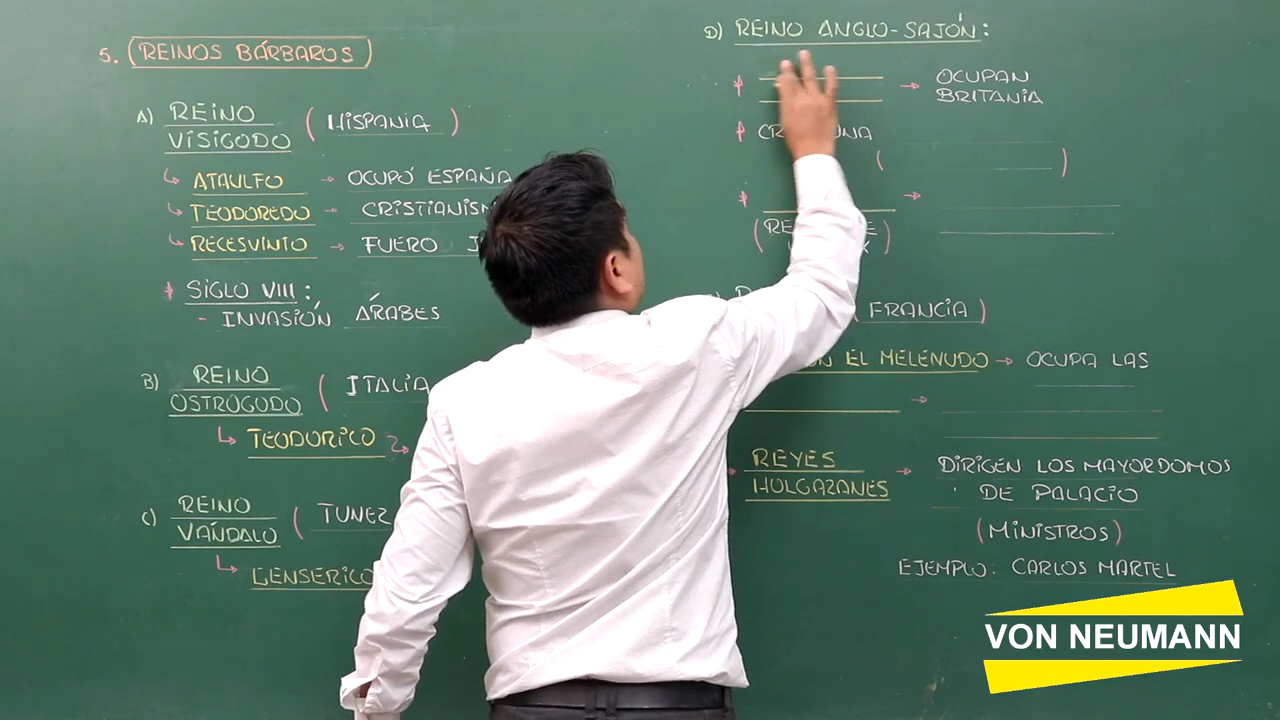 5. REINOS BÁRBAROS
A) REINO
VISIGODO
( HISPANIA )
ATAULFO → OCUPÓ ESPAÑA
TEODOREDO → 
RECESVINTO → FUERO
* SIGLO VIII :
- INVASIÓN ÁRABES
B) REINO
OSTROGODO
( ITALIA
TEODORICO
C) REINO
VÁNDALO
( TUNEZ
GENSERICO
D) REINO ANGLO-SAJÓN :
* → OCUPAN
BRITANIA
*
( )
* →
(
( FRANCIA )
EL MELENUDO → OCUPA LAS
→
REYES
HOLGAZANES
→ DIRIGEN LOS MAYORDOMOS
DE PALACIO
(MINISTROS)
EJEMPLO: CARLOS MARTEL
VON NEUMANN